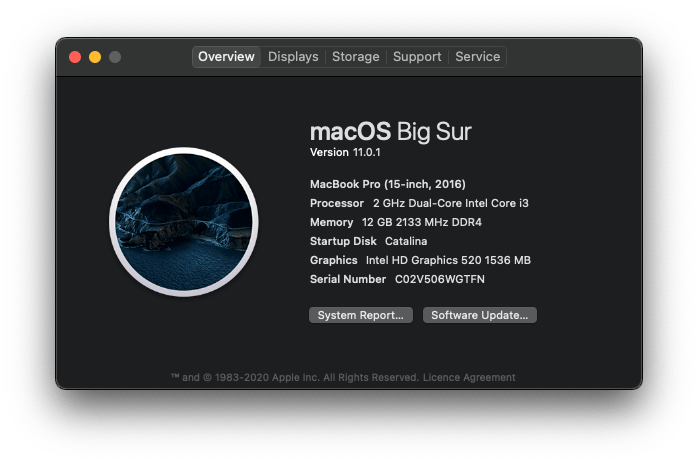 Overview Displays Storage Support Service
macOS Big Sur
Version 11.0.1
MacBook Pro (15-inch, 2016)
Processor 2 GHz Dual-Core Intel Core i3
Memory 12 GB 2133 MHz DDR4
Startup Disk Catalina
Graphics Intel HD Graphics 520 1536 MB
Serial Number C02V506WGTFN
System Report... Software Update...
™ and © 1983-2020 Apple Inc. All Rights Reserved. Licence Agreement